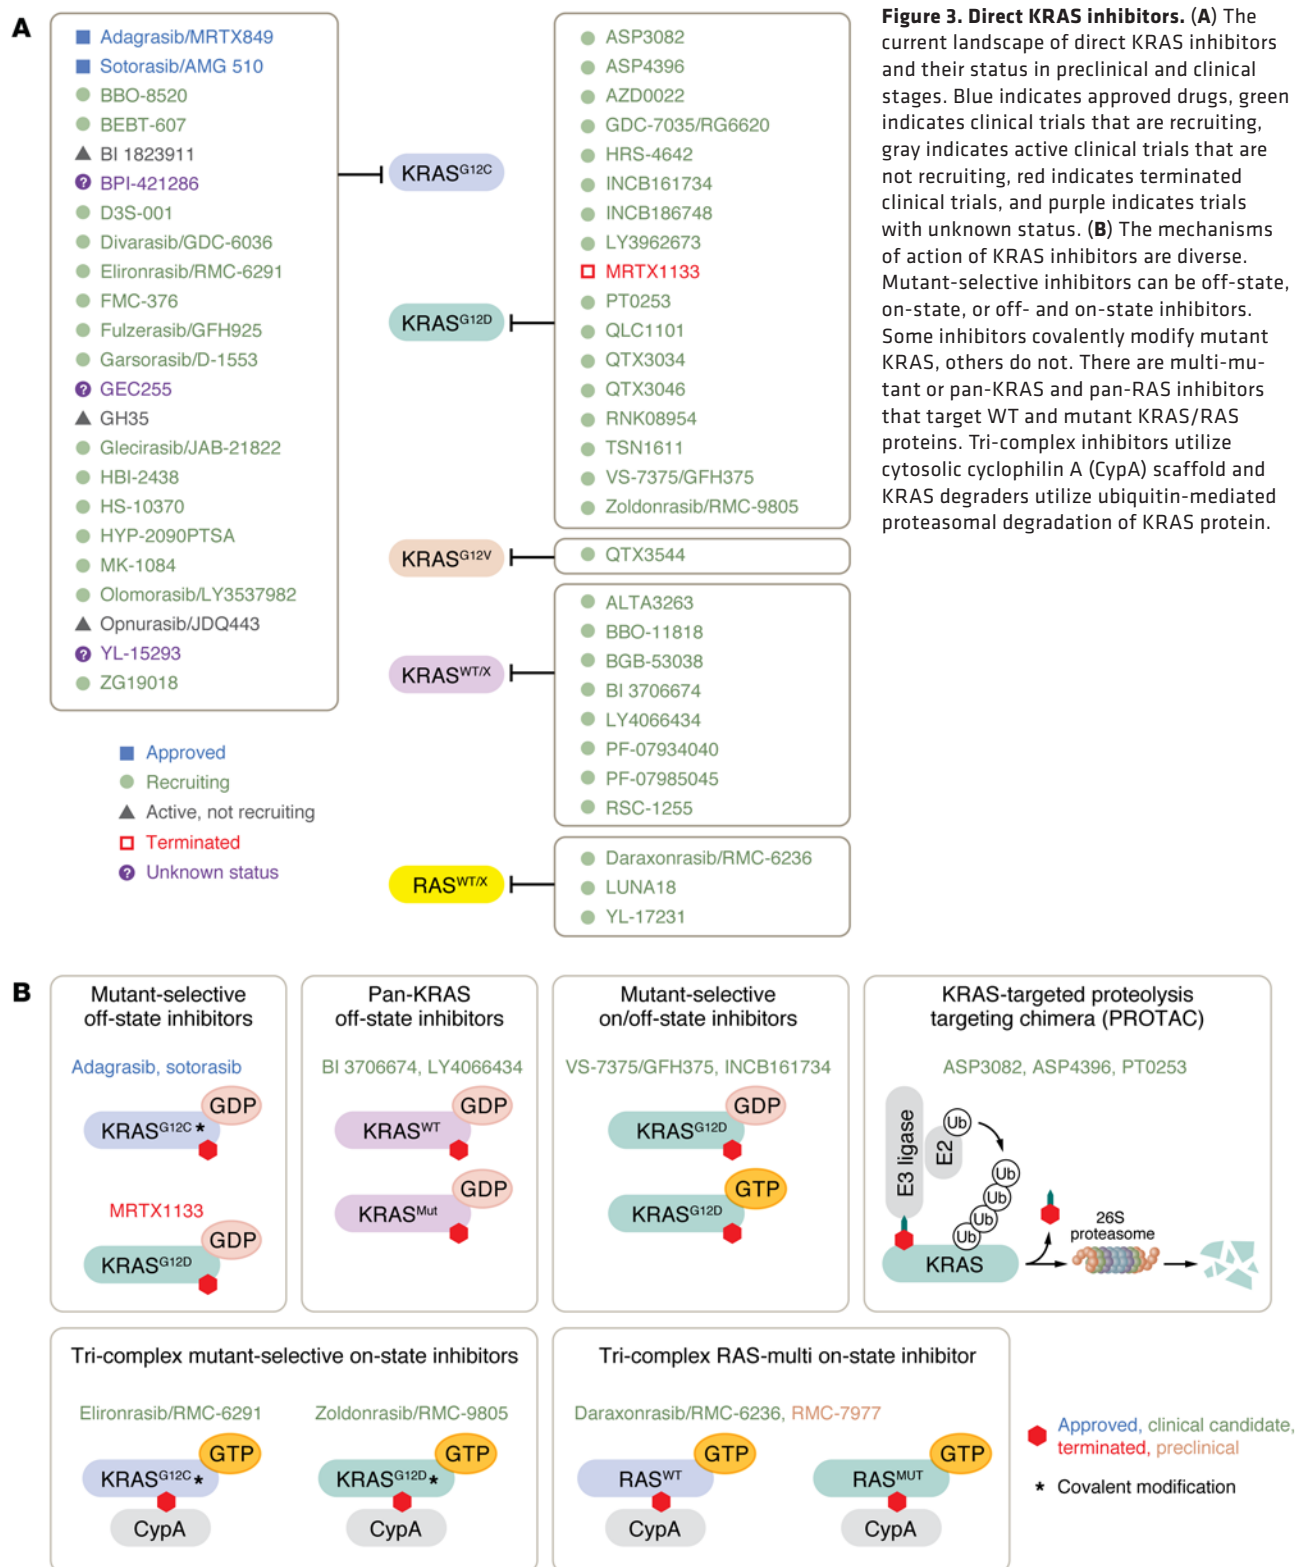 A
Adagrasib/MRTX849
Sotorasib/AMG 510
BBO-8520
BEBT-607
BI 1823911
BPI-421286
D3S-001
Divarasib/GDC-6036
Elironrasib/RMC-6291
FMC-376
Fulzerasib/GFH925
Garsorasib/D-1553
GEC255
GH35
Glecirasib/JAB-21822
HBI-2438
HS-10370
HYP-2090PTSA
MK-1084
Olomorasib/LY3537982
Opnurasib/JDQ443
YL-15293
ZG19018
Approved
Recruiting
Active, not recruiting
Terminated
Unknown status
KRASG12C
KRASG12D
KRASG12V
KRASWT/X
RASWT/X
ASP3082
ASP4396
AZD0022
GDC-7035/RG6620
HRS-4642
INCB161734
INCB186748
LY3962673
MRTX1133
PT0253
QLC1101
QTX3034
QTX3046
RNK08954
TSN1611
VS-7375/GFH375
Zoldonrasib/RMC-9805
QTX3544
ALTA3263
BBO-11818
BGB-53038
BI 3706674
LY4066434
PF-07934040
PF-07985045
RSC-1255
Daraxonrasib/RMC-6236
LUNA18
YL-17231
Figure 3. Direct KRAS inhibitors. (A) The
current landscape of direct KRAS inhibitors
and their status in preclinical and clinical
stages. Blue indicates approved drugs, green
indicates clinical trials that are recruiting,
gray indicates active clinical trials that are
not recruiting, red indicates terminated
clinical trials, and purple indicates trials
with unknown status. (B) The mechanisms
of action of KRAS inhibitors are diverse.
Mutant-selective inhibitors can be off-state,
on-state, or off- and on-state inhibitors.
Some inhibitors covalently modify mutant
KRAS, others do not. There are multi-mu-
tant or pan-KRAS and pan-RAS inhibitors
that target WT and mutant KRAS/RAS
proteins. Tri-complex inhibitors utilize
cytosolic cyclophilin A (CypA) scaffold and
KRAS degraders utilize ubiquitin-mediated
proteasomal degradation of KRAS protein.
B
Mutant-selective
off-state inhibitors
Adagrasib, sotorasib
GDP
KRASG12C *
MRTX1133
GDP
KRASG12D
Pan-KRAS
off-state inhibitors
BI 3706674, LY4066434
GDP
KRASWT
GDP
KRASMut
Mutant-selective
on/off-state inhibitors
VS-7375/GFH375, INCB161734
GDP
KRASG12D
GTP
KRASG12D
KRAS-targeted proteolysis
targeting chimera (PROTAC)
ASP3082, ASP4396, PT0253
E3 ligase
E2
Ub
Ub
Ub
Ub
Ub
KRAS
26S
proteasome
Tri-complex mutant-selective on-state inhibitors
Elironrasib/RMC-6291
GTP
KRASG12C *
CypA
Zoldonrasib/RMC-9805
GTP
KRASG12D *
CypA
Tri-complex RAS-multi on-state inhibitor
Daraxonrasib/RMC-6236, RMC-7977
GTP
RASWT
CypA
GTP
RASMUT
CypA
Approved, clinical candidate,
terminated, preclinical
* Covalent modification